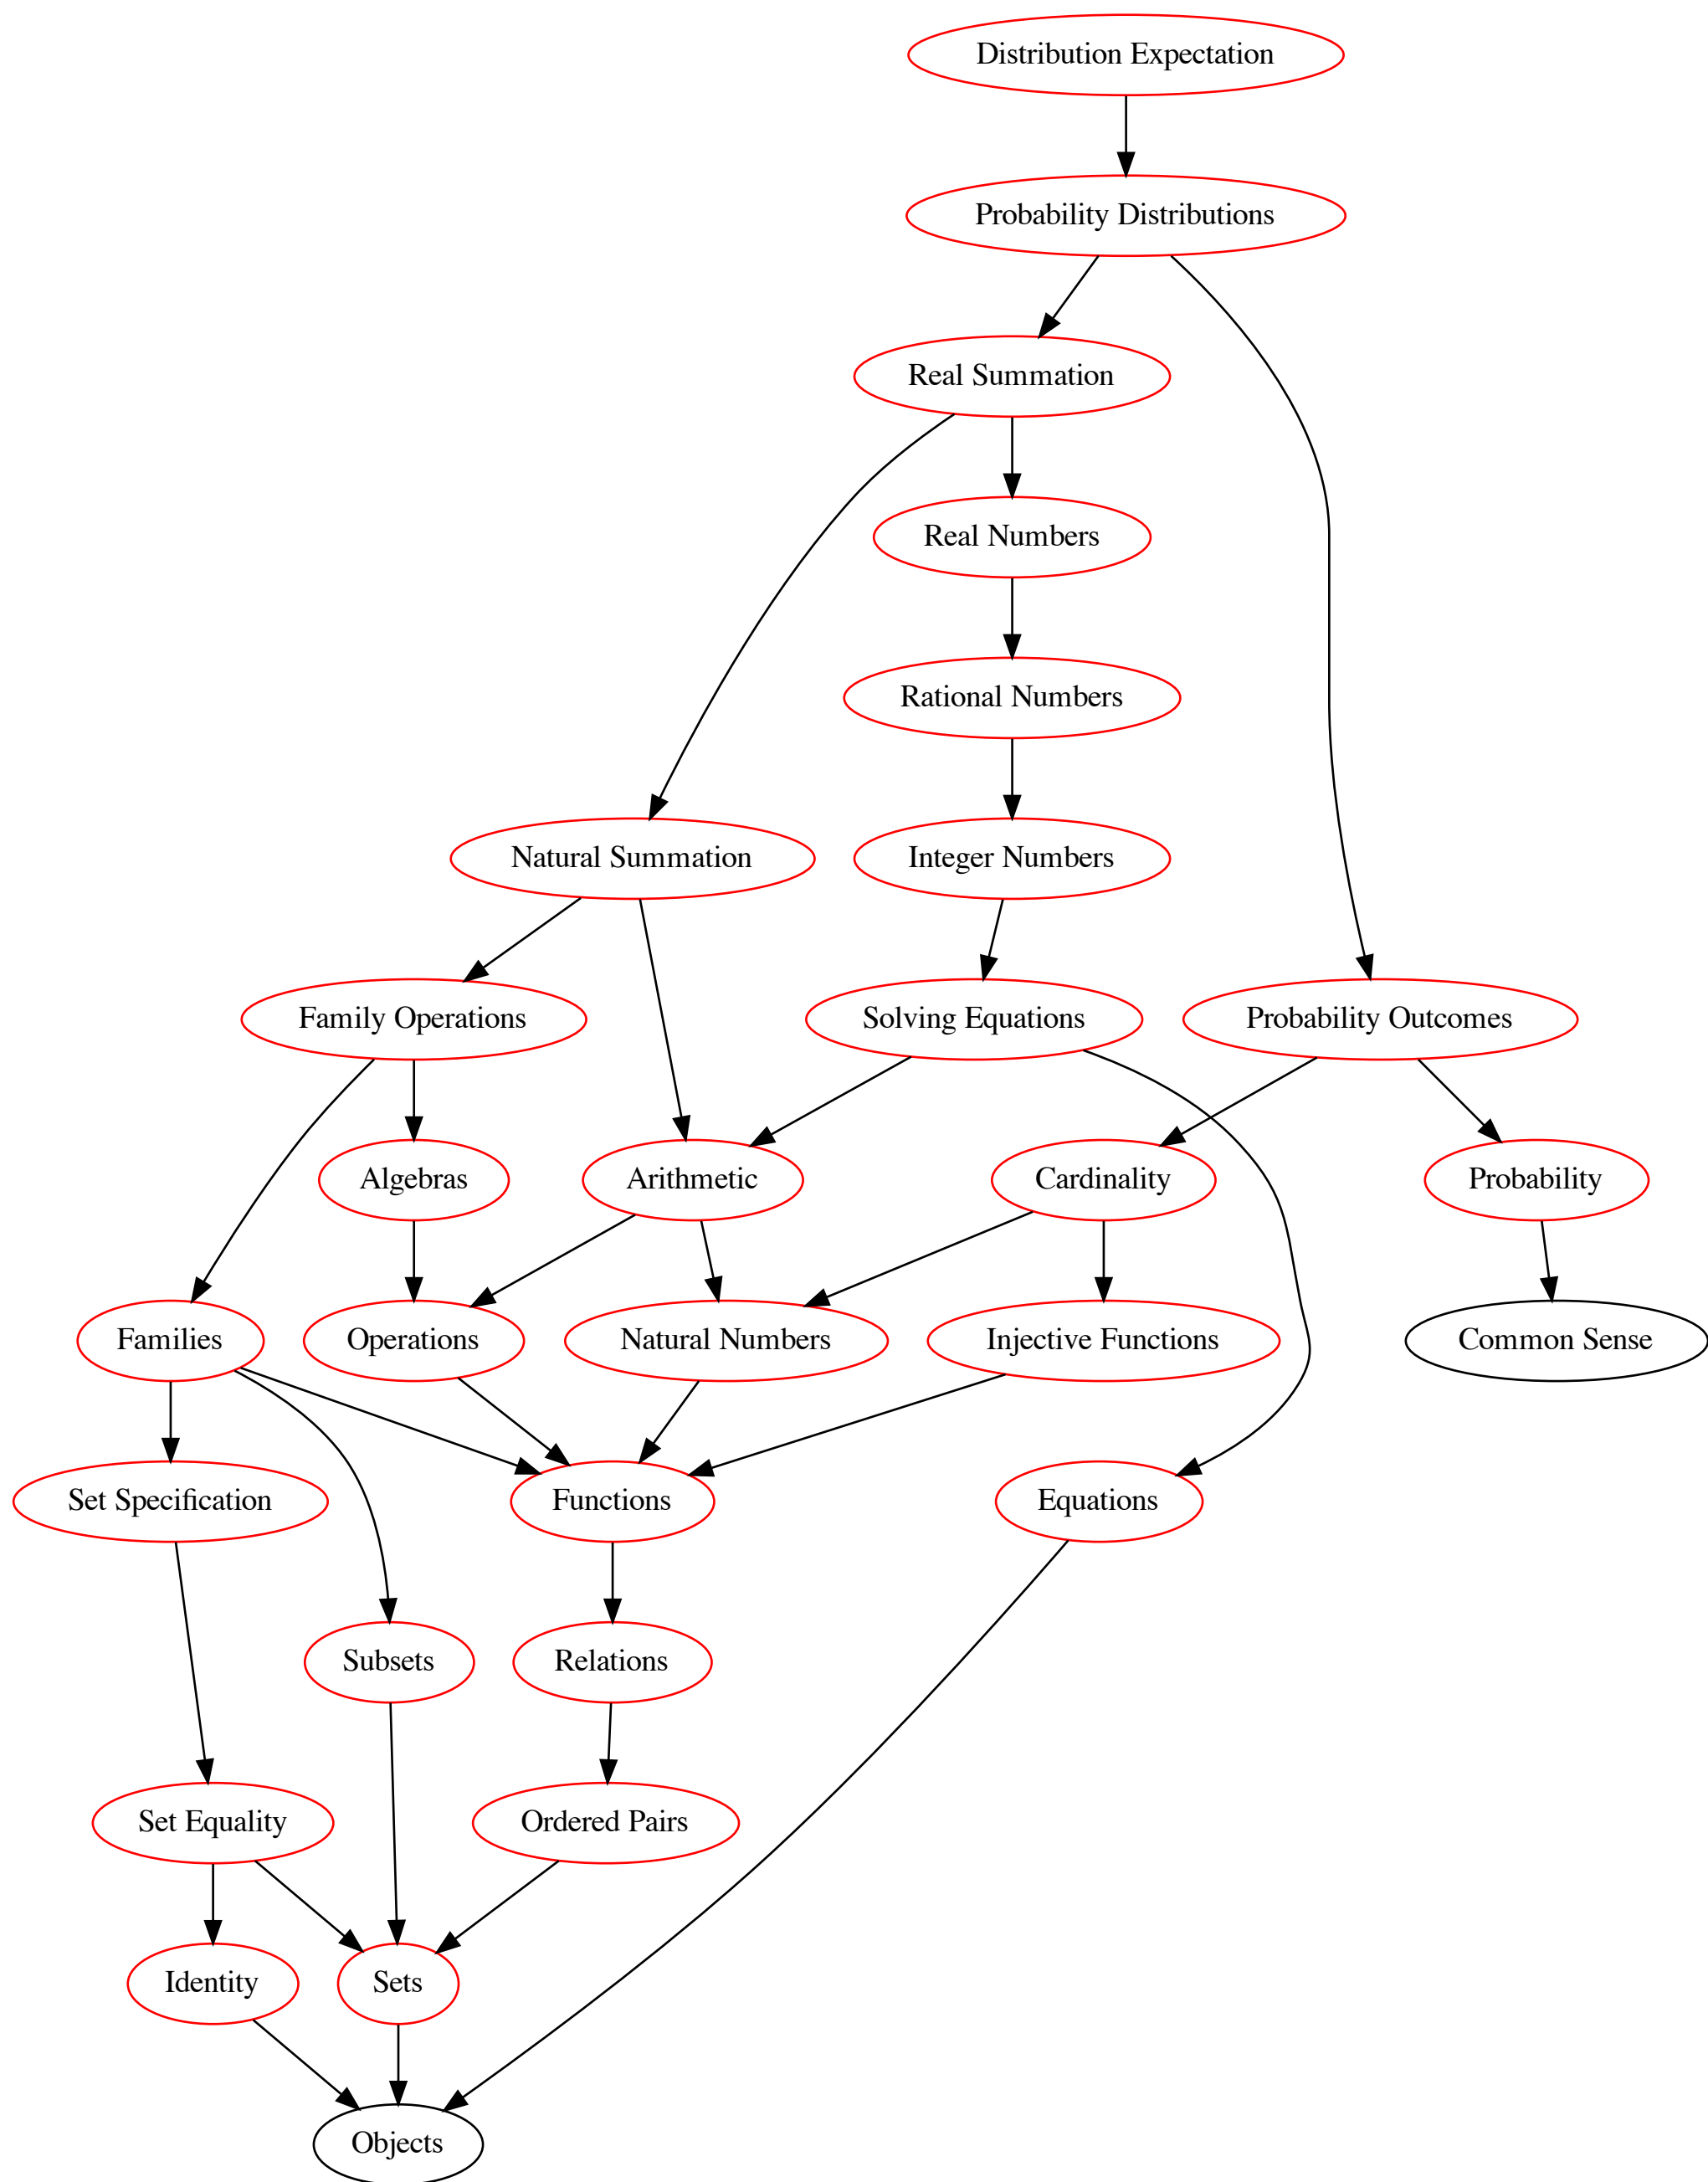 Distribution Expectation
Probability Distributions
Real Summation
Real Numbers
Rational Numbers
Natural Summation
Integer Numbers
Family Operations
Solving Equations
Probability Outcomes
Algebras
Arithmetic
Cardinality
Probability
Families
Operations
Natural Numbers
Injective Functions
Common Sense
Set Specification
Functions
Equations
Subsets
Relations
Set Equality
Ordered Pairs
Identity
Sets
Objects